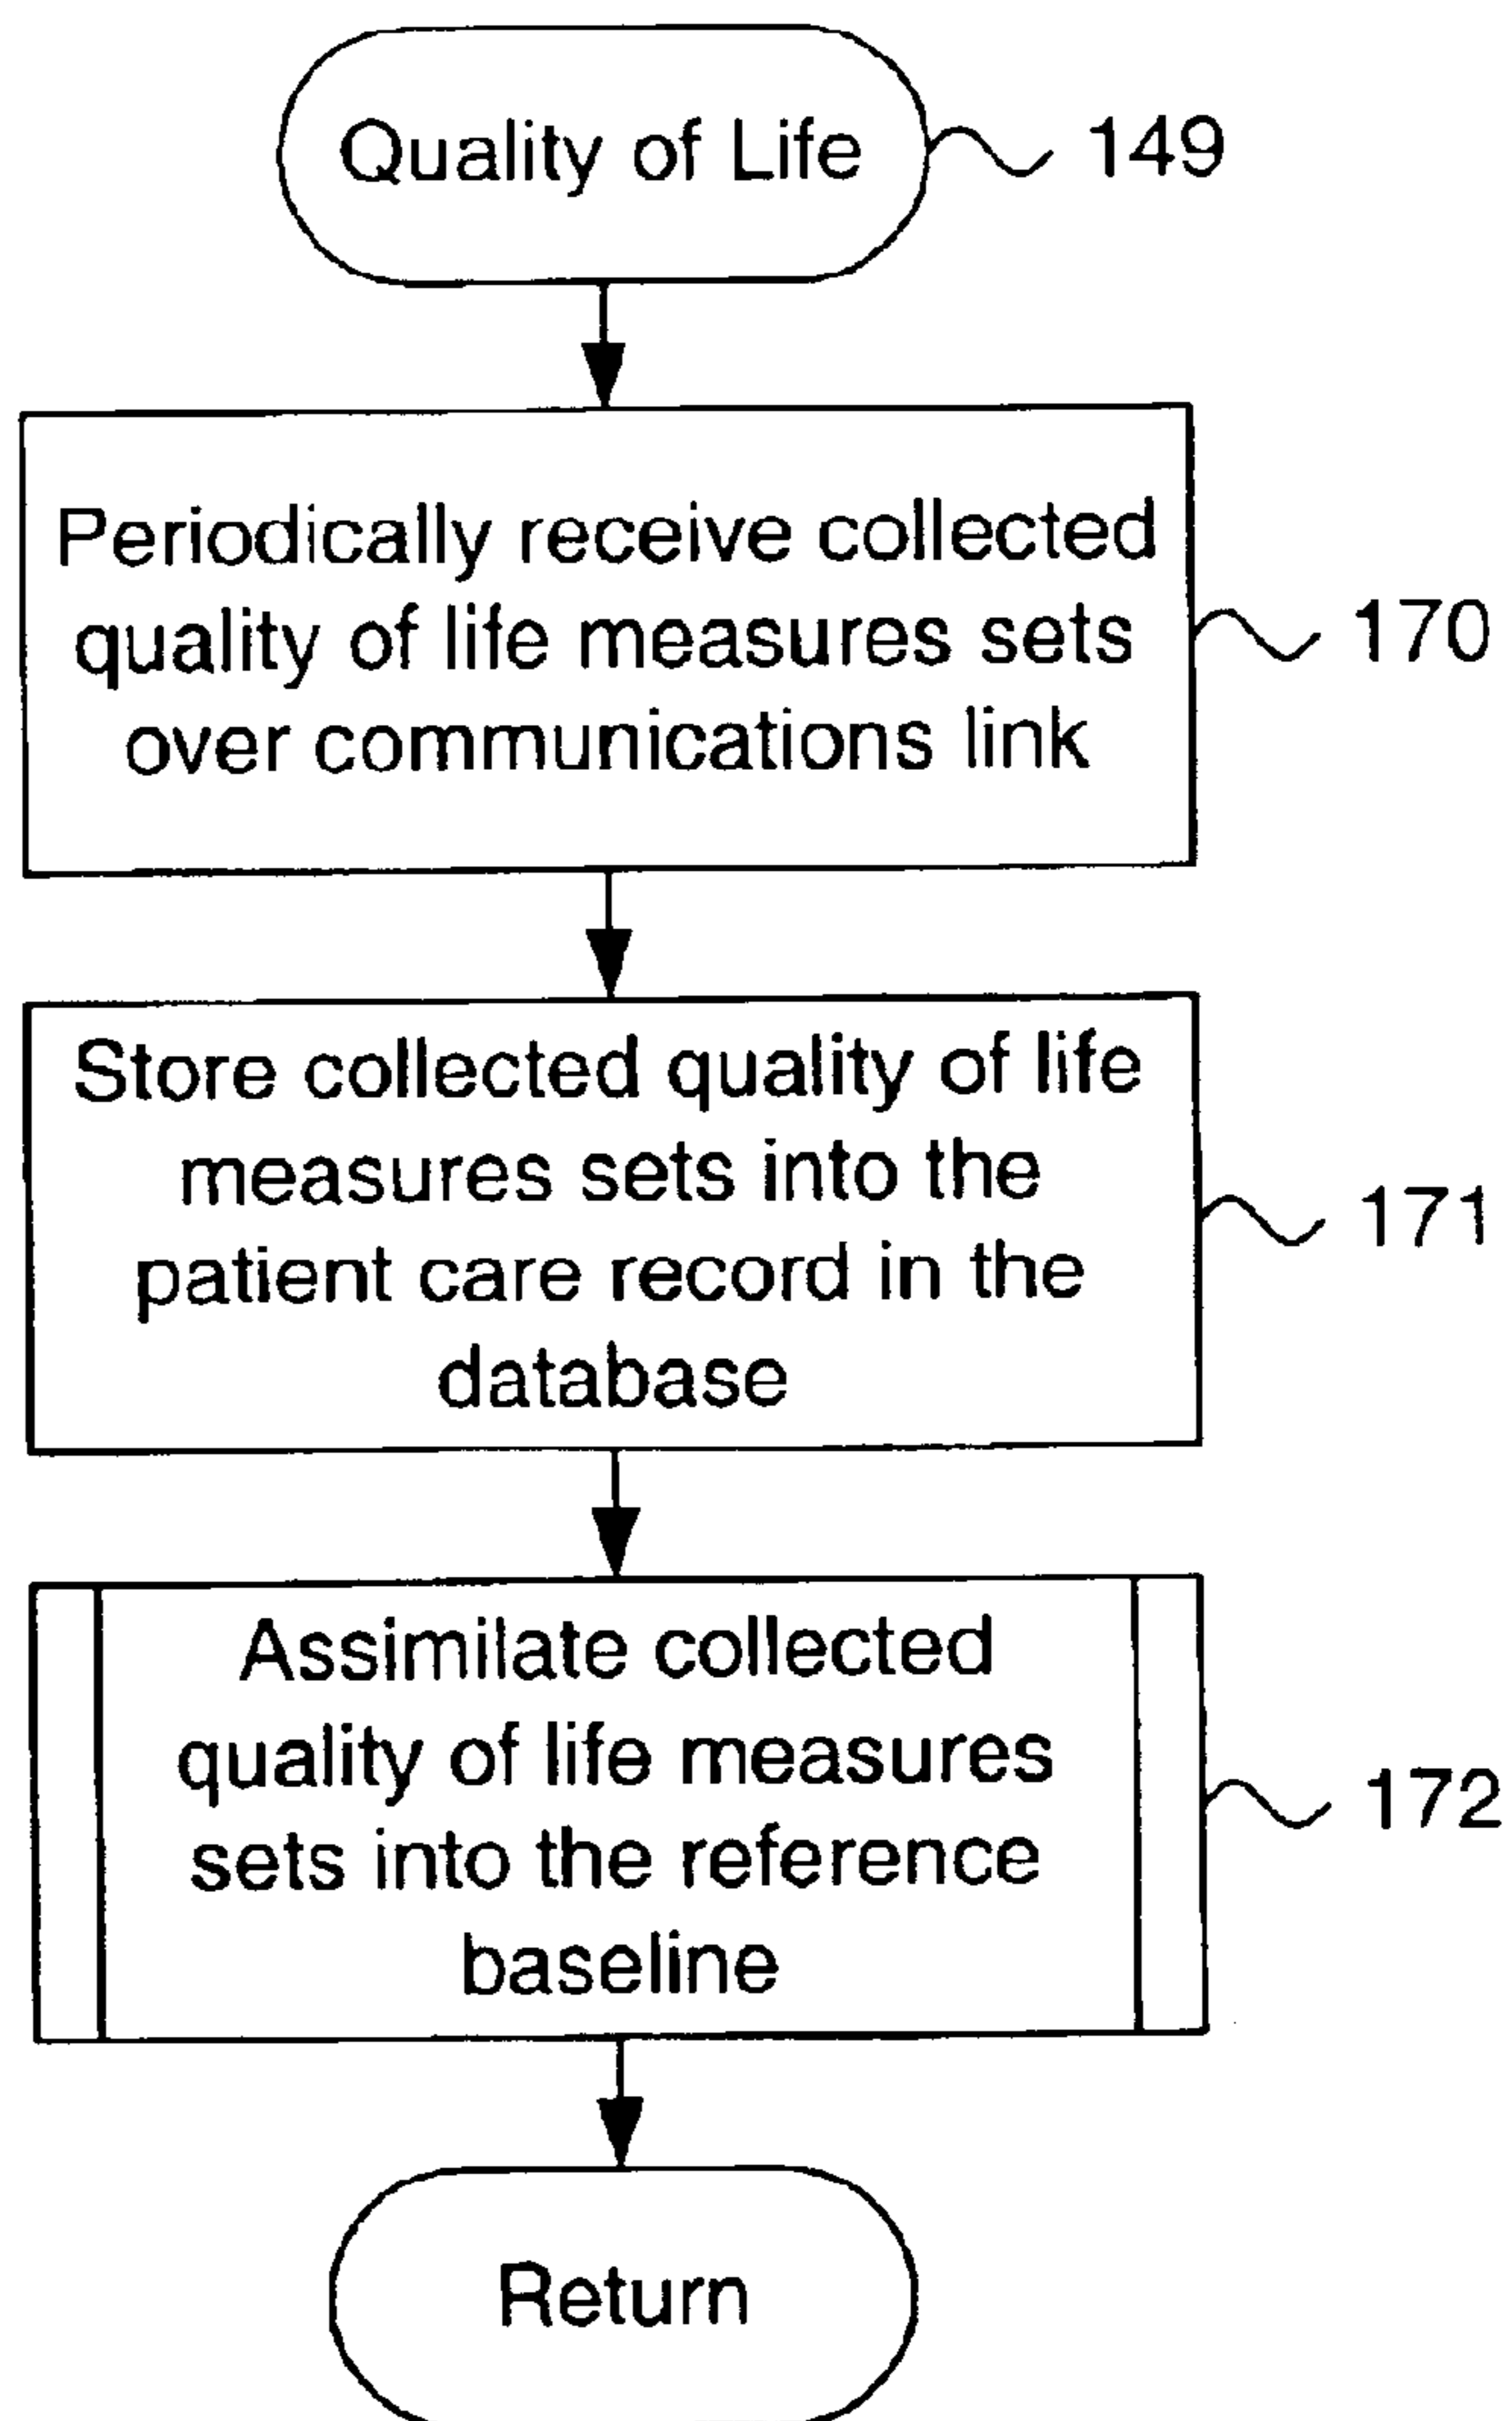 Quality of Life
149
Periodically receive collected
quality of life measures sets
over communications link
170
Store collected quality of life
measures sets into the
patient care record in the
database
171
Assimilate collected
quality of life measures
sets into the reference
baseline
172
Return